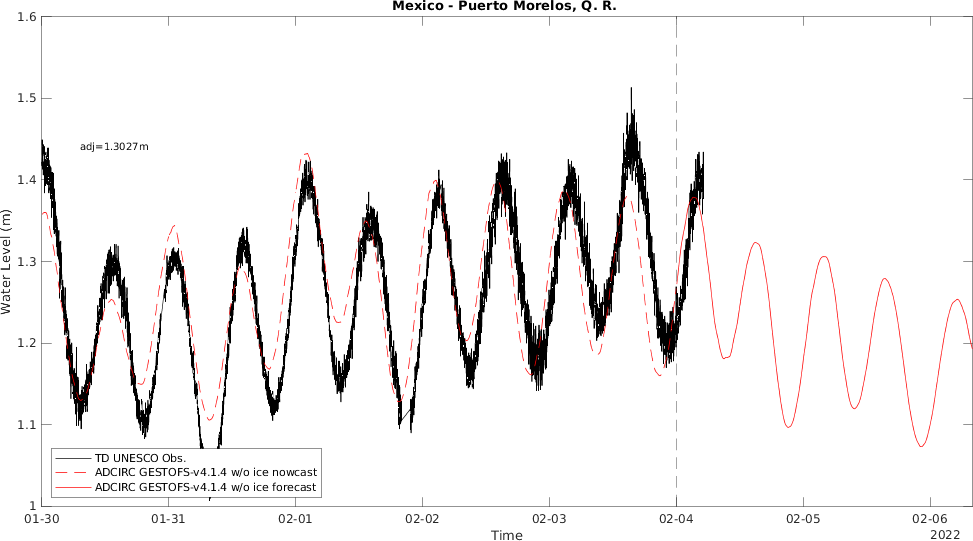 Mexico - Puerto Morelos, Q. R.
1.6
1.5
1.4
1.3
1.2
1.1
1
Water Level (m)
adj=1.3027m
TD UNESCO Obs.
ADCIRC GESTOFS-v4.1.4 w/o ice nowcast
ADCIRC GESTOFS-v4.1.4 w/o ice forecast
01-30 01-31 02-01 02-02 02-03 02-04 02-05 02-06
Time
2022